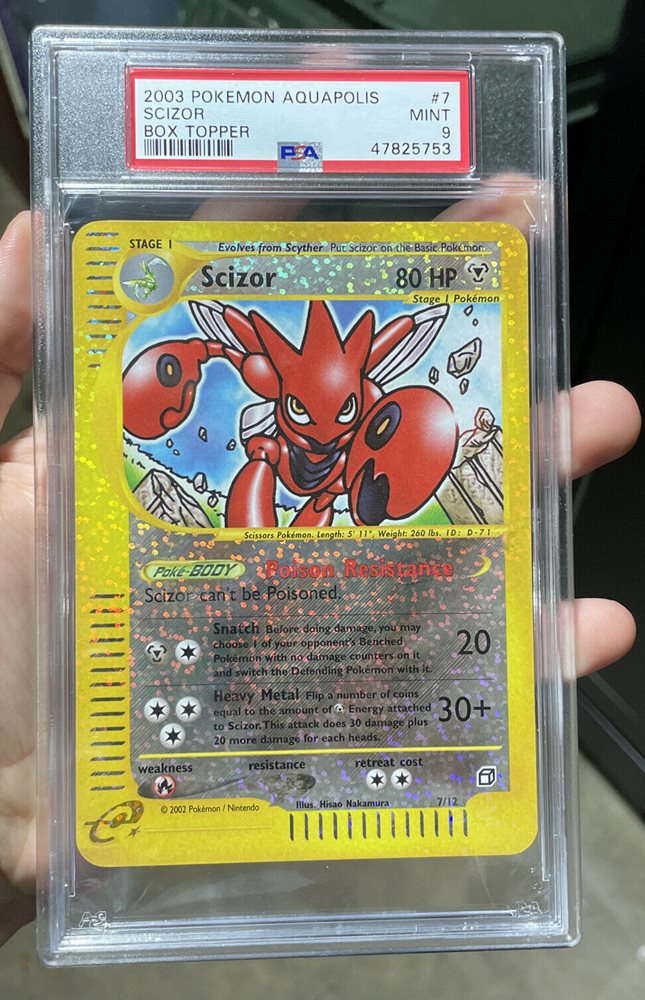 2003 POKEMON AQUAPOLIS #7
SCIZOR MINT
BOX TOPPER 9
PSA 47825753
STAGE 1 Evolves from Scyther Put Scizor on the Basic Pokémon
Scizor 80 HP
Stage 1 Pokémon
Scissors Pokémon. Length: 5' 11", Weight: 260 lbs. ID: D-71
Poké-BODY Poison Resistance
Scizor can't be Poisoned.
Snatch Before doing damage, you may
choose 1 of your opponent's Benched
Pokémon with no damage counters on it
and switch the Defending Pokémon with it.
20
Heavy Metal Flip a number of coins
equal to the amount of Energy attached
to Scizor. This attack does 30 damage plus
20 more damage for each heads.
30+
weakness resistance retreat cost
Illus. Hisao Nakamura 7/12
© 2002 Pokémon / Nintendo
e